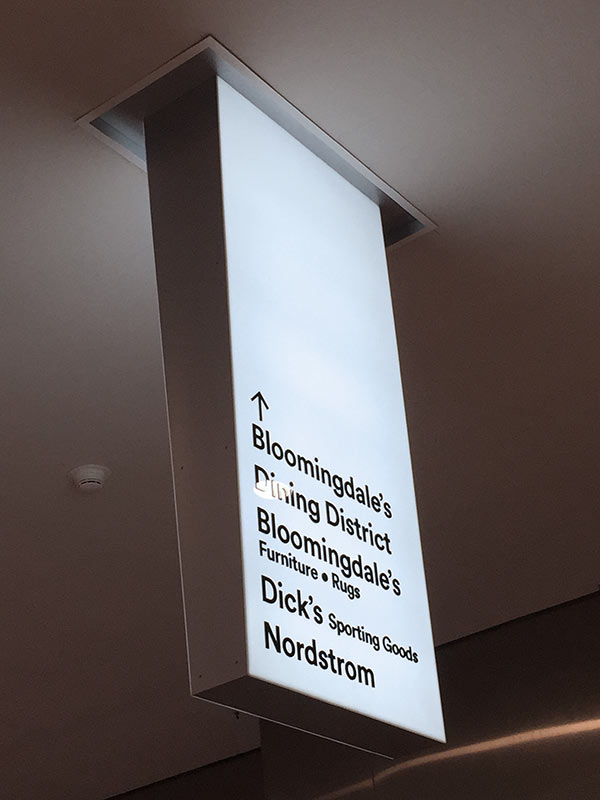 ↑
Bloomingdale's
Dining District
Bloomingdale's
Furniture • Rugs
Dick's Sporting Goods
Nordstrom